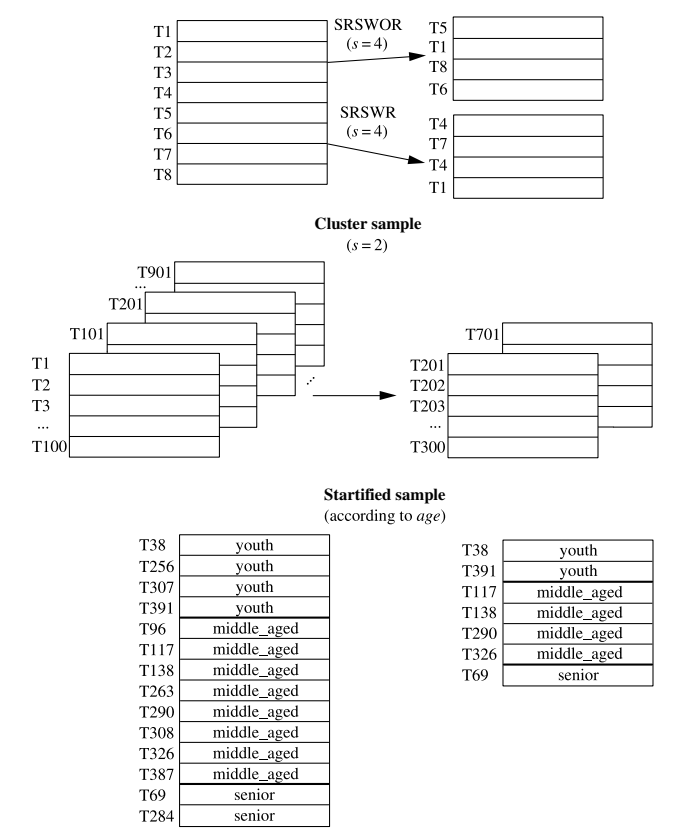 T1
T2
T3
T4
T5
T6
T7
T8
SRSWOR
(s = 4)
SRSWR
(s = 4)
T5
T1
T8
T6
T4
T7
T4
T1
Cluster sample
(s = 2)
T901
...
T201
T101
T1
T2
T3
...
T100
...
T701
T201
T202
T203
...
T300
Startified sample
(according to age)
T38 youth
T256 youth
T307 youth
T391 youth
T96 middle_aged
T117 middle_aged
T138 middle_aged
T263 middle_aged
T290 middle_aged
T308 middle_aged
T326 middle_aged
T387 middle_aged
T69 senior
T284 senior
T38 youth
T391 youth
T117 middle_aged
T138 middle_aged
T290 middle_aged
T326 middle_aged
T69 senior